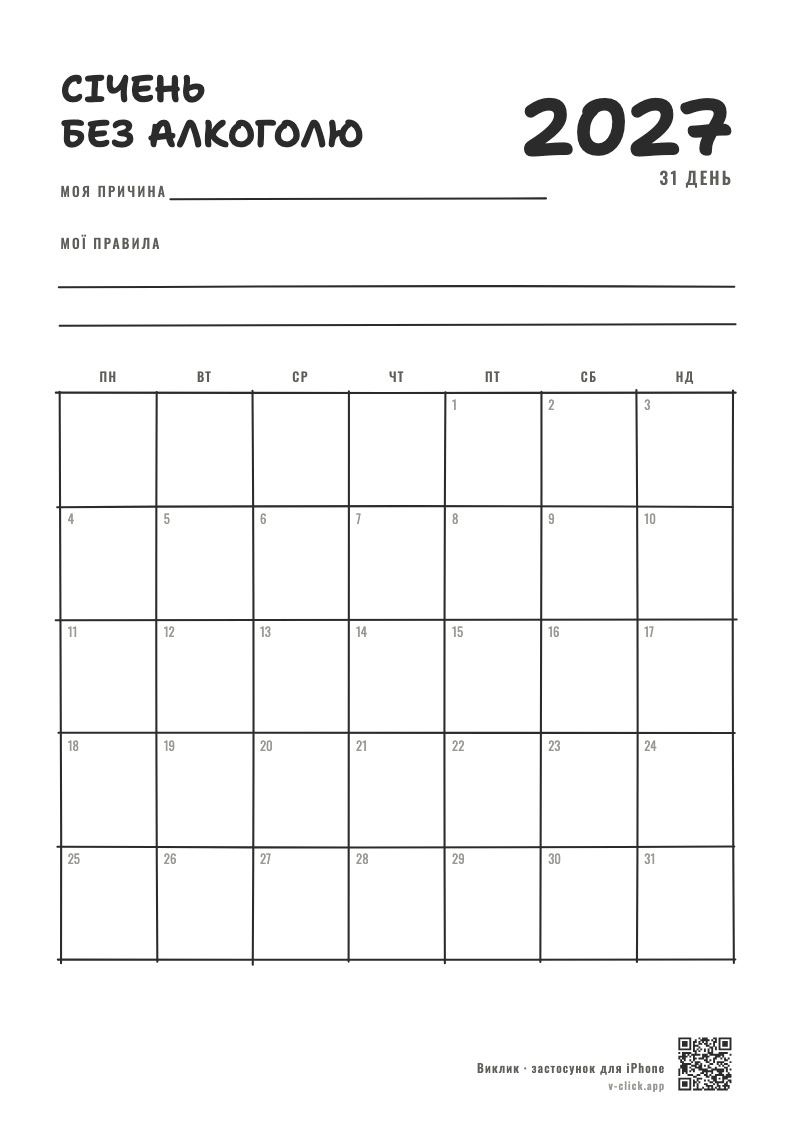 СІЧЕНЬ
БЕЗ АЛКОГОЛЮ
2027
31 ДЕНЬ
МОЯ ПРИЧИНА
МОЇ ПРАВИЛА
ПН ВТ СР ЧТ ПТ СБ НД
1 2 3
4 5 6 7 8 9 10
11 12 13 14 15 16 17
18 19 20 21 22 23 24
25 26 27 28 29 30 31
Виклик · застосунок для iPhone
v-click.app